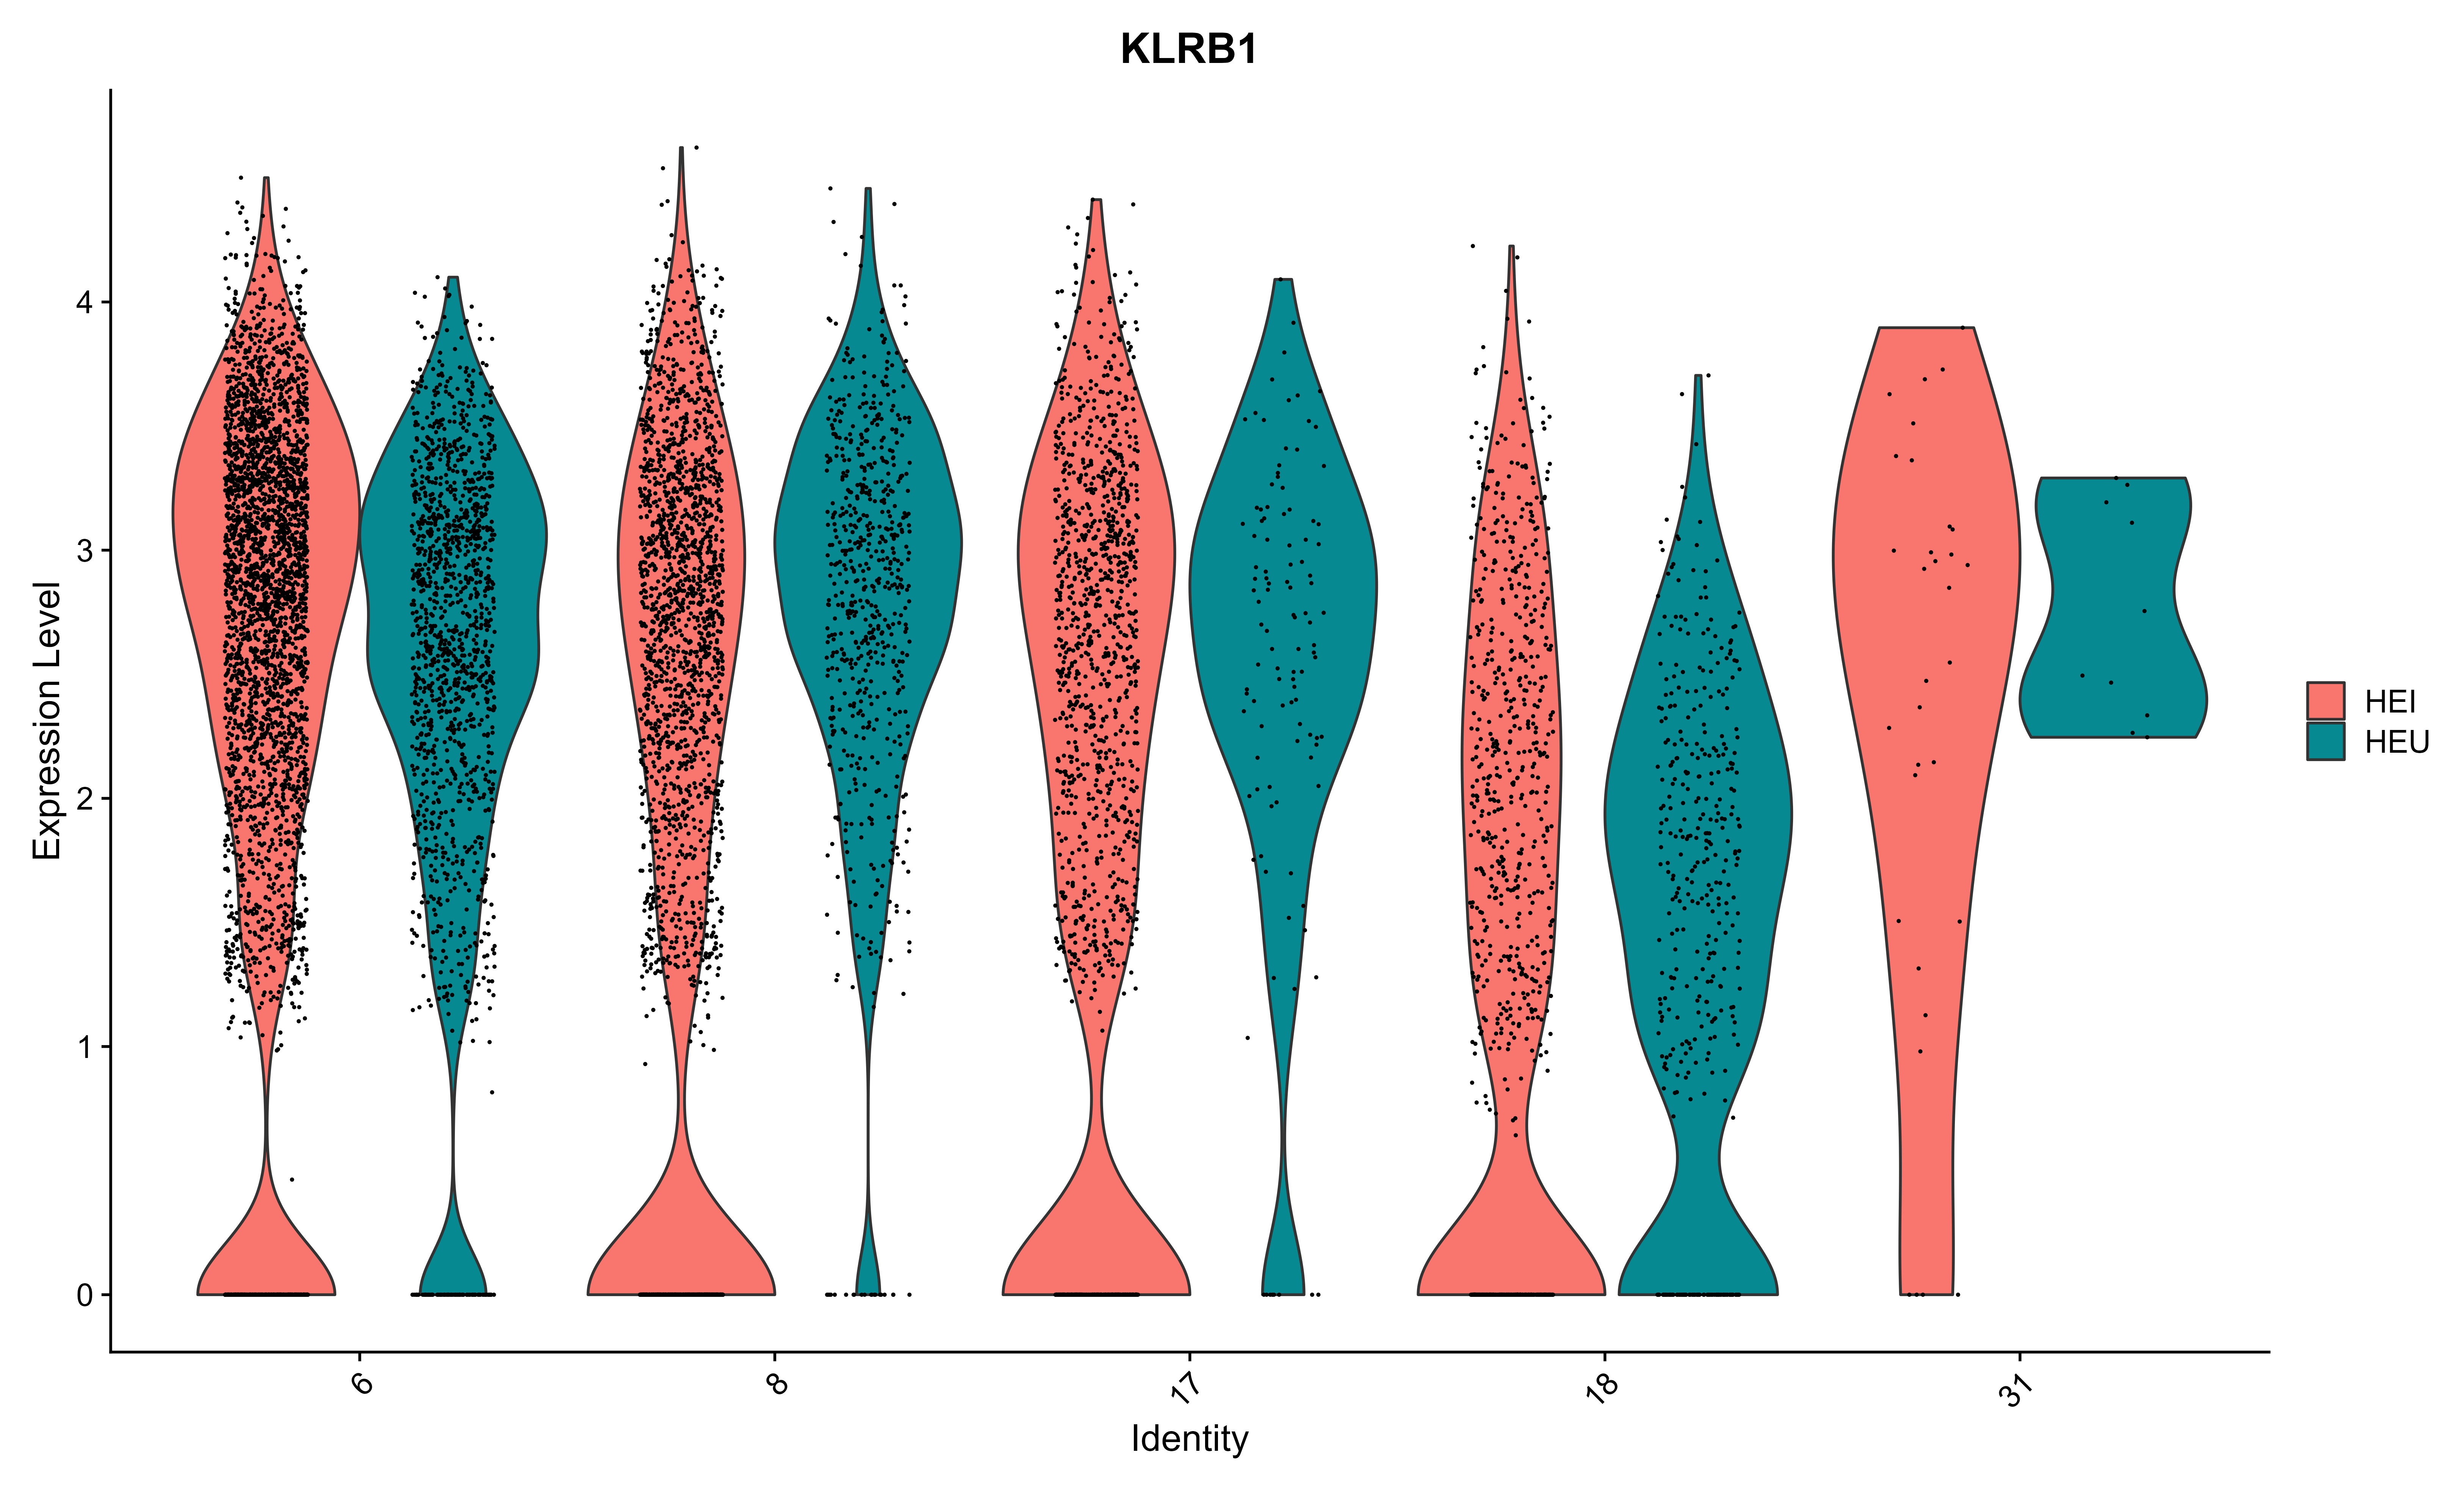 KLRB1
Expression Level
4
3
2
1
0
6
8
17
18
31
Identity
HEI
HEU